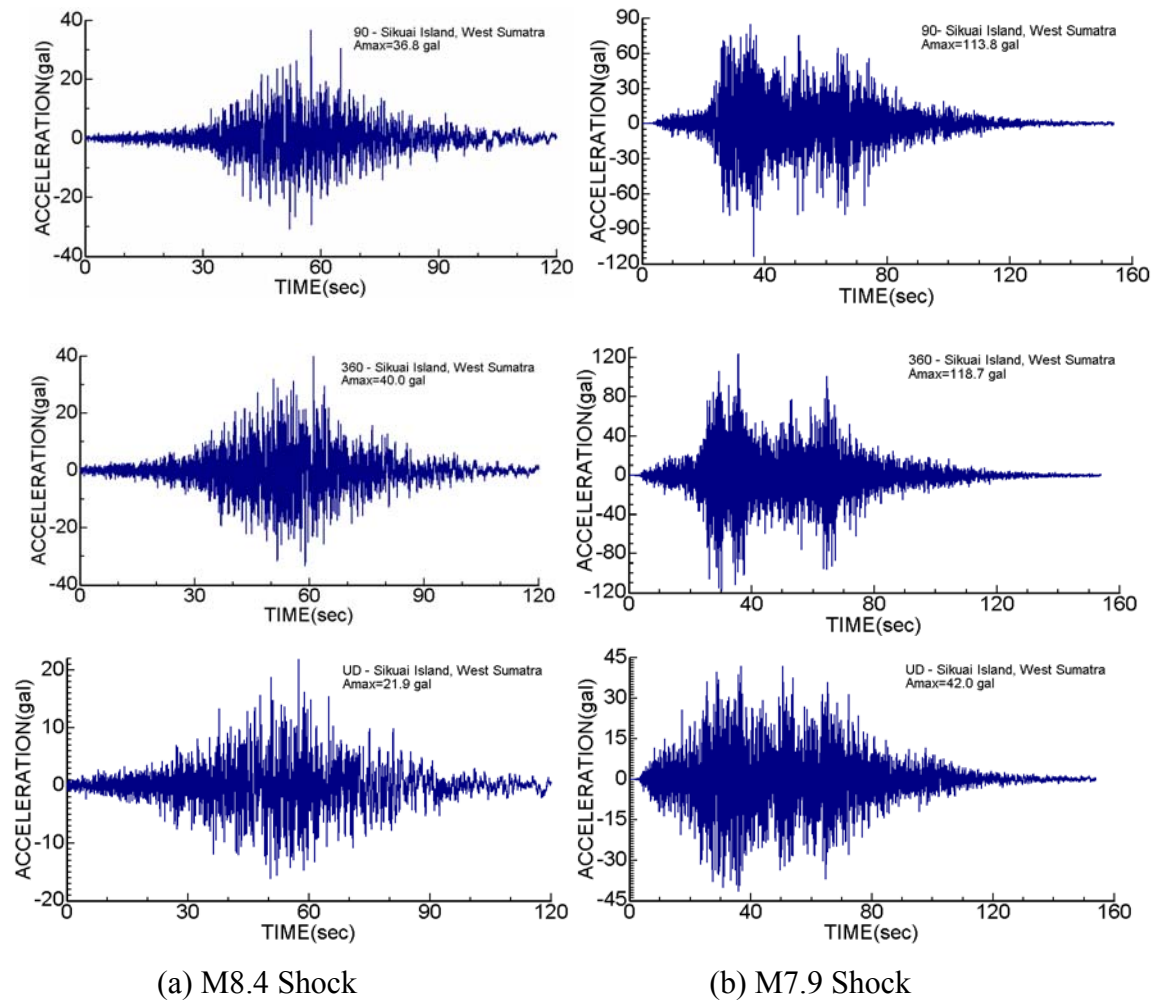 40
20
0
-20
-40
ACCELERATION(gal)
90 - Sikuai Island, West Sumatra
Amax=36.8 gal
0 30 60 90 120
TIME(sec)
90
60
30
0
-30
-60
-90
-120
ACCELERATION(gal)
90- Sikuai Island, West Sumatra
Amax=113.8 gal
0 40 80 120 160
TIME(sec)
40
20
0
-20
-40
ACCELERATION(gal)
360 - Sikuai Island, West Sumatra
Amax=40.0 gal
0 30 60 90 120
TIME(sec)
120
80
40
0
-40
-80
-120
ACCELERATION(gal)
360 - Sikuai Island, West Sumatra
Amax=118.7 gal
0 40 80 120 160
TIME(sec)
20
10
0
-10
-20
ACCELERATION(gal)
UD - Sikuai Island, West Sumatra
Amax=21.9 gal
0 30 60 90 120
TIME(sec)
45
30
15
0
-15
-30
-45
ACCELERATION(gal)
UD - Sikuai Island, West Sumatra
Amax=42.0 gal
0 40 80 120 160
TIME(sec)
(a) M8.4 Shock
(b) M7.9 Shock